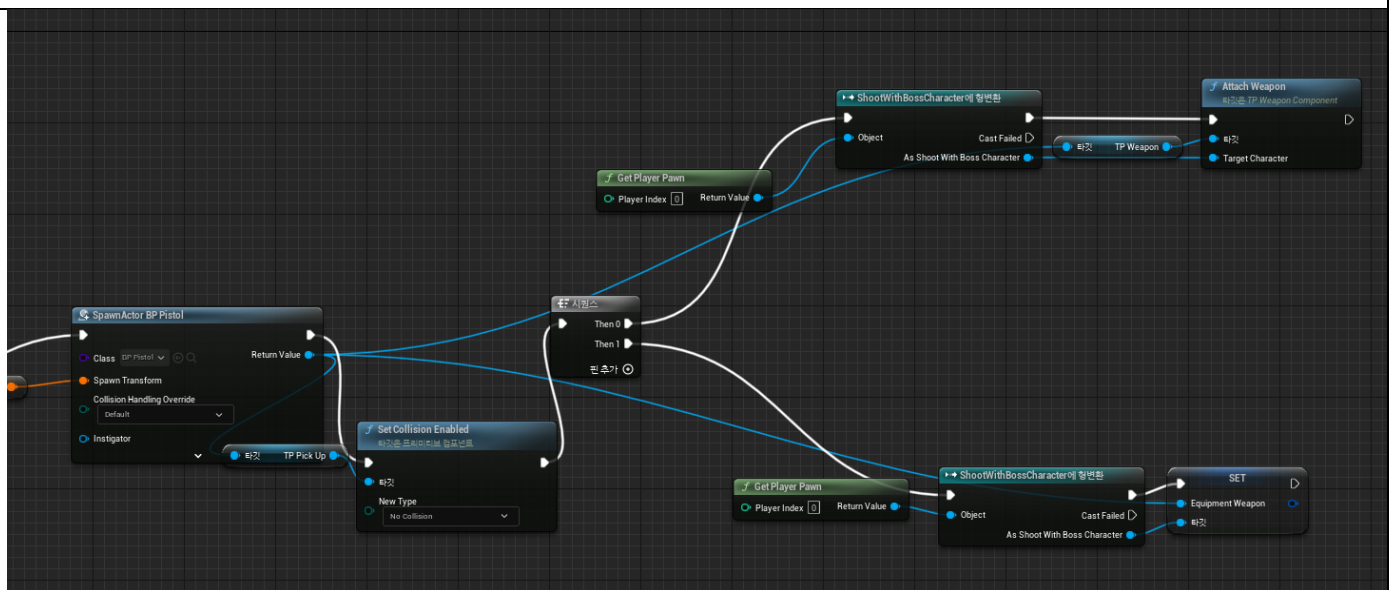 ShootWithBossCharacter에 형변환
Object
Cast Failed
As Shoot With Boss Character
타깃
TP Weapon
Attach Weapon
타깃은 TP Weapon Component
타깃
Target Character
Get Player Pawn
Player Index 0
Return Value
SpawnActor BP Pistol
Class BP Pistol
Return Value
Spawn Transform
Collision Handling Override
Default
Instigator
타깃
TP Pick Up
Set Collision Enabled
타깃은 프리미티브 컴포넌트
타깃
New Type
No Collision
시퀀스
Then 0
Then 1
핀 추가
Get Player Pawn
Player Index 0
Return Value
ShootWithBossCharacter에 형변환
Object
Cast Failed
As Shoot With Boss Character
SET
Equipment Weapon
타깃